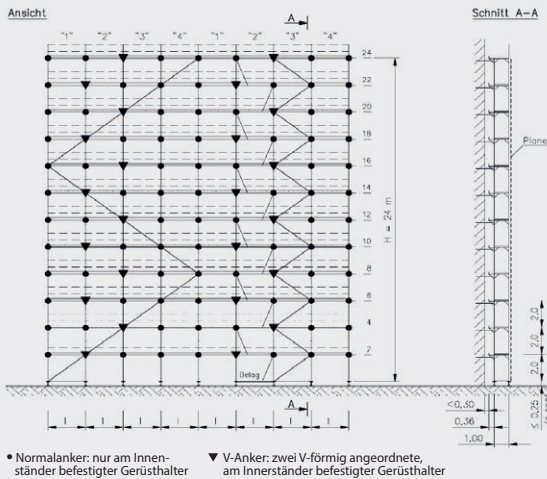 Ansicht
Schnitt A–A
A
"1" "2" "3" "4" "1" "2" "3" "4"
24
22
20
18
16
14
12
10
8
6
4
2
H = 24 m
Plane
Belag
A
l l l l l l l l
2,0
2,0
2,0
≤ 0,25
≤0,30
0,36
1,00
• Normalanker: nur am Innen-
ständer befestigter Gerüsthalter
▼ V-Anker: zwei V-förmig angeordnete,
am Innerständer befestigter Gerüsthalter